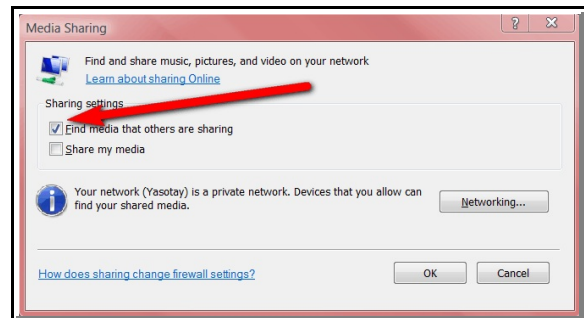 Media Sharing
Find and share music, pictures, and video on your network
Learn about sharing Online
Sharing settings
Find media that others are sharing
Share my media
Your network (Yasotay) is a private network. Devices that you allow can
find your shared media.
Networking...
How does sharing change firewall settings?
OK
Cancel